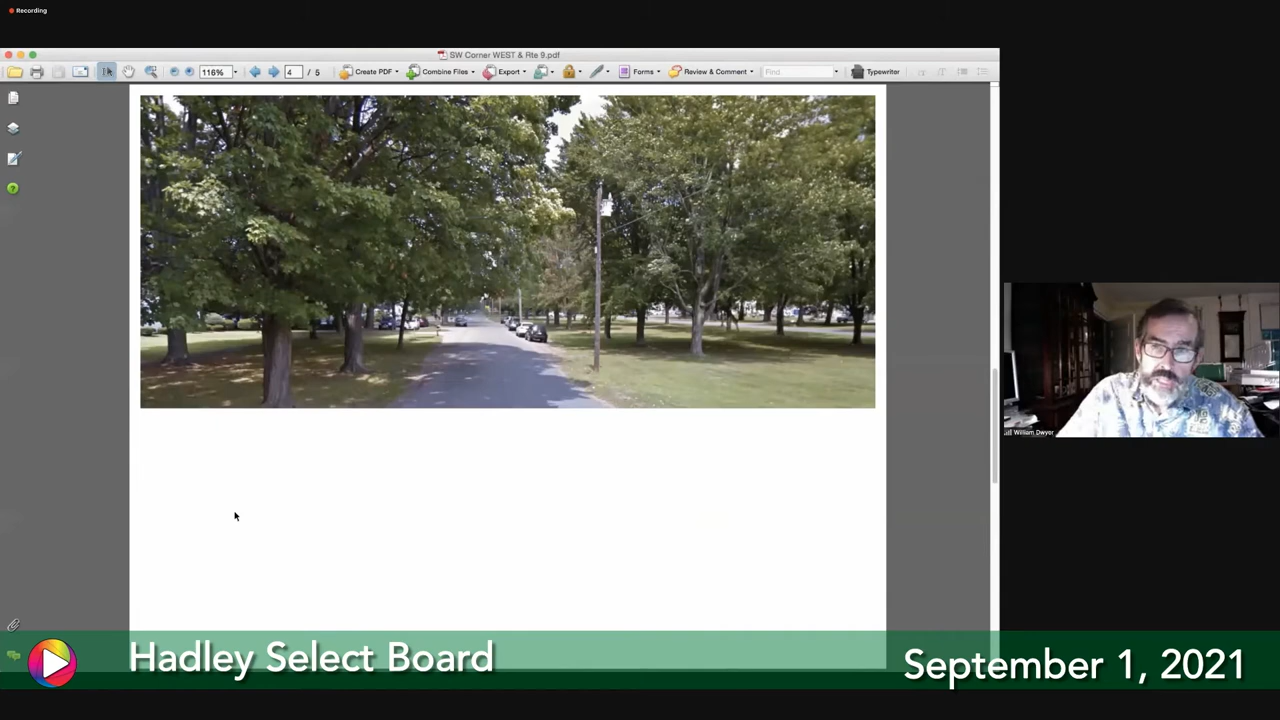 Recording
SW Corner WEST & Rte 9.pdf
116%
4 / 5
Create PDF
Combine Files
Export
Forms
Review & Comment
Find
Typewriter
William Dwyer
Hadley Select Board
September 1, 2021